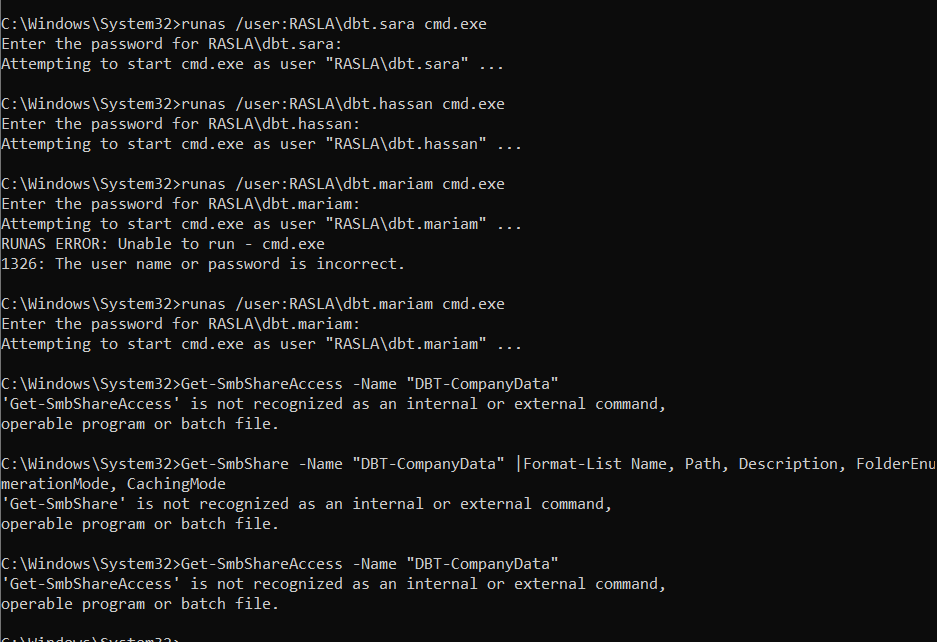 C:\Windows\System32>runas /user:RASLA\dbt.sara cmd.exe
Enter the password for RASLA\dbt.sara:
Attempting to start cmd.exe as user "RASLA\dbt.sara" ...
C:\Windows\System32>runas /user:RASLA\dbt.hassan cmd.exe
Enter the password for RASLA\dbt.hassan:
Attempting to start cmd.exe as user "RASLA\dbt.hassan" ...
C:\Windows\System32>runas /user:RASLA\dbt.mariam cmd.exe
Enter the password for RASLA\dbt.mariam:
Attempting to start cmd.exe as user "RASLA\dbt.mariam" ...
RUNAS ERROR: Unable to run - cmd.exe
1326: The user name or password is incorrect.
C:\Windows\System32>runas /user:RASLA\dbt.mariam cmd.exe
Enter the password for RASLA\dbt.mariam:
Attempting to start cmd.exe as user "RASLA\dbt.mariam" ...
C:\Windows\System32>Get-SmbShareAccess -Name "DBT-CompanyData"
'Get-SmbShareAccess' is not recognized as an internal or external command,
operable program or batch file.
C:\Windows\System32>Get-SmbShare -Name "DBT-CompanyData" |Format-List Name, Path, Description, FolderEnu
merationMode, CachingMode
'Get-SmbShare' is not recognized as an internal or external command,
operable program or batch file.
C:\Windows\System32>Get-SmbShareAccess -Name "DBT-CompanyData"
'Get-SmbShareAccess' is not recognized as an internal or external command,
operable program or batch file.
C:\Windows\System32>